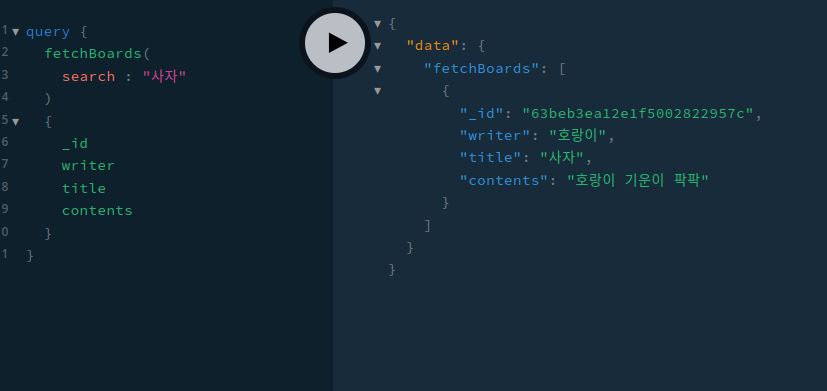 1 query {
2 fetchBoards(
3 search : "사자"
4 )
5 {
6 _id
7 writer
8 title
9 contents
0 }
1 }
{
"data": {
"fetchBoards": [
{
"_id": "63beb3ea12e1f5002822957c",
"writer": "호랑이",
"title": "사자",
"contents": "호랑이 기운이 팍팍"
}
]
}
}